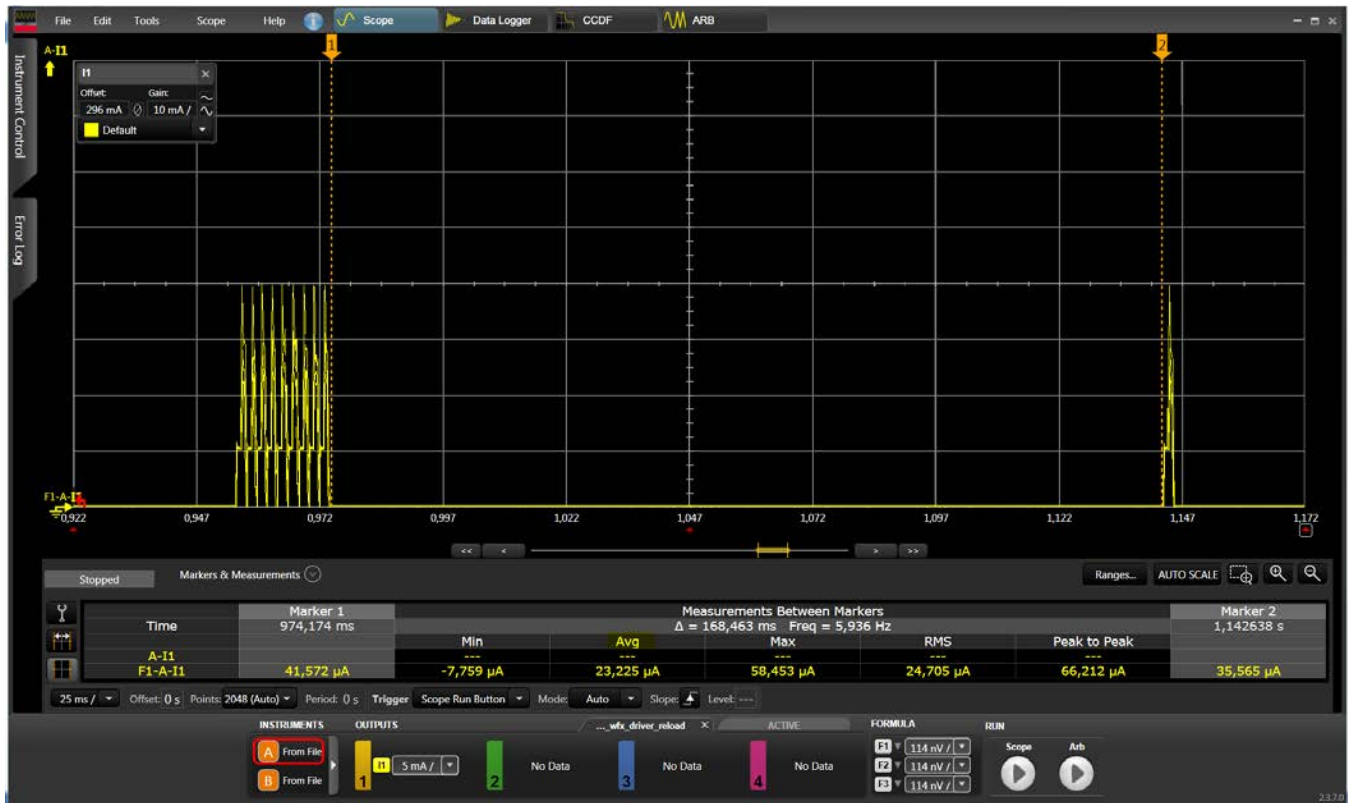 File Edit Tools Scope Help Scope Data Logger CCDF ARB
A-I1
I1
Offset: Gain:
296 mA 10 mA /
Default
Instrument Control
Error Log
1
2
F1-A-I1
0,922 0,947 0,972 0,997 1,022 1,047 1,072 1,097 1,122 1,147 1,172
<< < > >>
Stopped Markers & Measurements Ranges... AUTO SCALE
Marker 1 Measurements Between Markers Marker 2
Time 974,174 ms Δ = 168,463 ms Freq = 5,936 Hz 1,142638 s
Min Avg Max RMS Peak to Peak
A-I1 --- --- --- --- ---
F1-A-I1 41,572 µA -7,759 µA 23,225 µA 58,453 µA 24,705 µA 66,212 µA 35,565 µA
25 ms / Offset: 0 s Points: 2048 (Auto) Period: 0 s Trigger Scope Run Button Mode: Auto Slope: Level: ---
INSTRUMENTS OUTPUTS ..._wfx_driver_reload × ACTIVE FORMULA RUN
A From File
B From File
1 I1 5 mA /
2 No Data
3 No Data
4 No Data
F1 114 nV /
F2 114 nV /
F3 114 nV /
Scope Arb
2.3.7.0